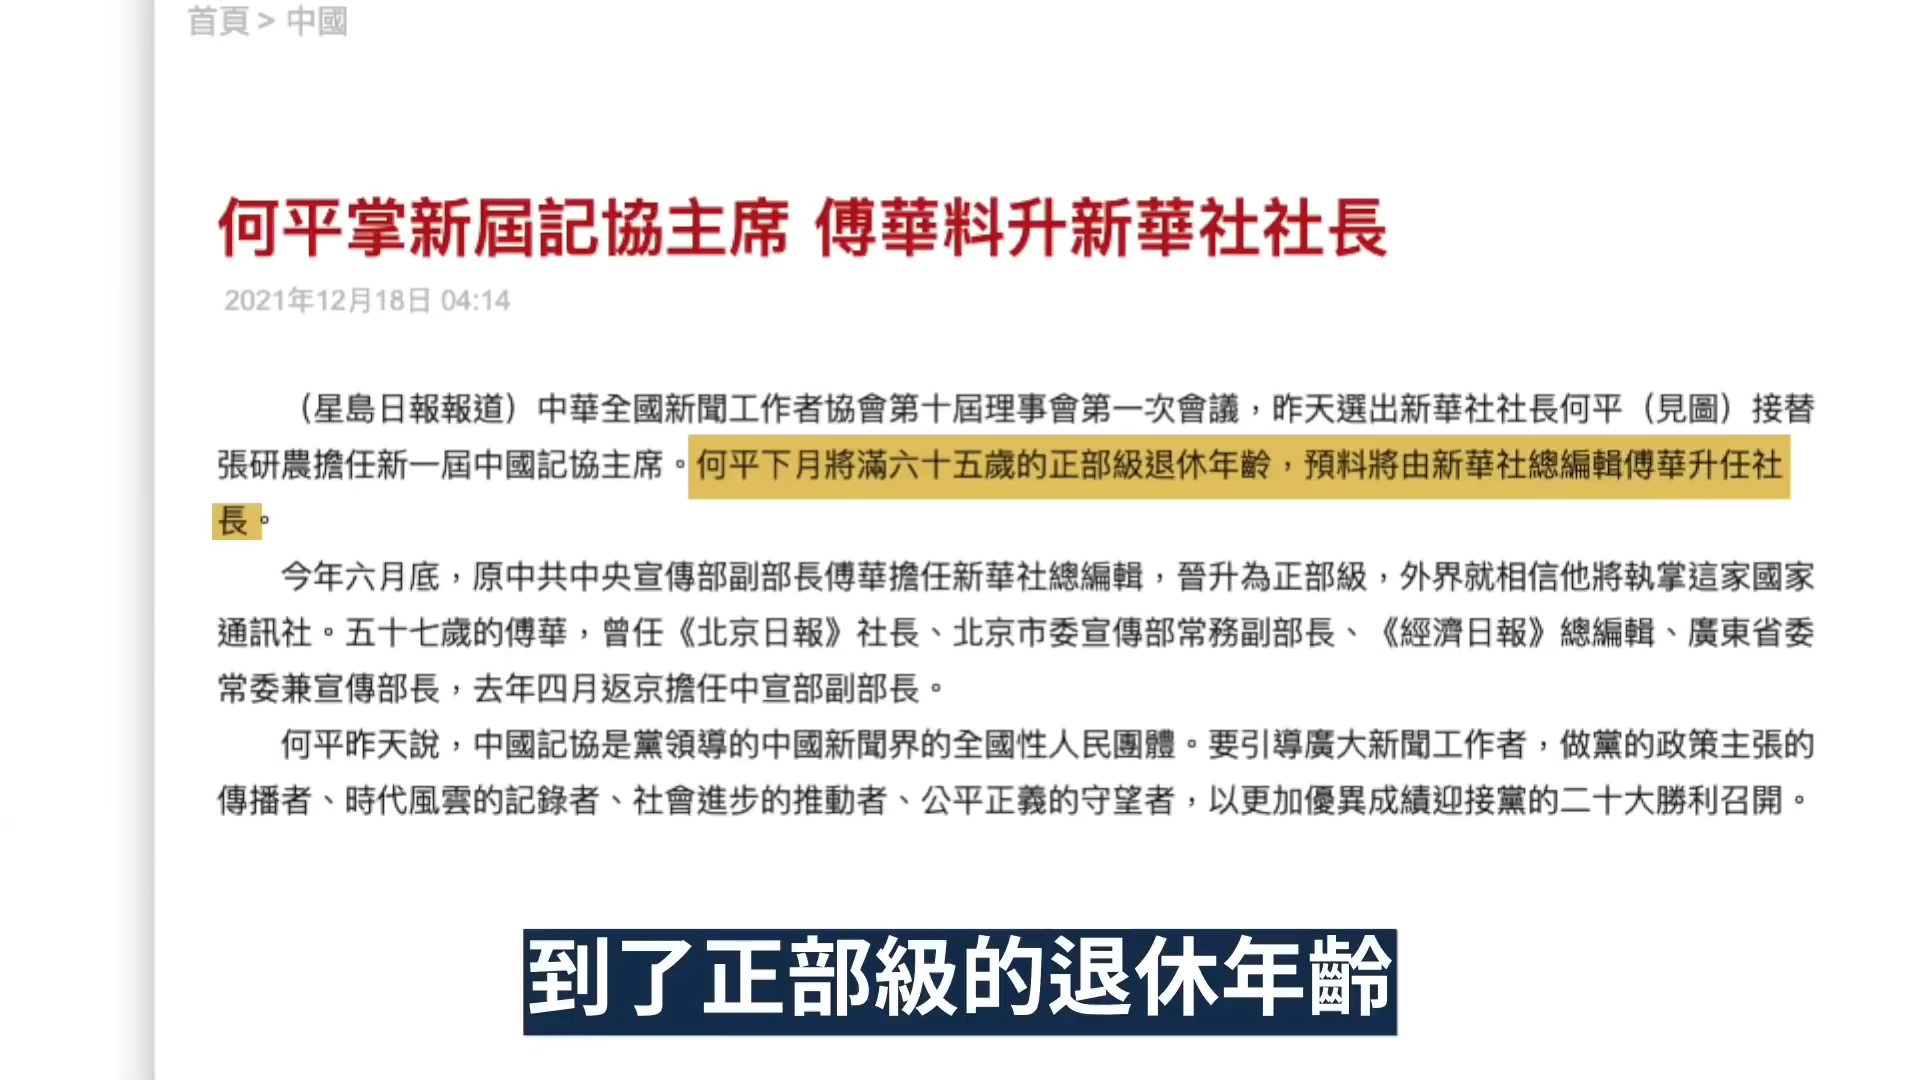 首頁 > 中國
何平掌新屆記協主席 傅華料升新華社社長
2021年12月18日 04:14
（星島日報報道）中華全國新聞工作者協會第十屆理事會第一次會議，昨天選出新華社社長何平（見圖）接替
張研農擔任新一屆中國記協主席。何平下月將滿六十五歲的正部級退休年齡，預料將由新華社總編輯傅華升任社
長。
今年六月底，原中共中央宣傳部副部長傅華擔任新華社總編輯，晉升為正部級，外界就相信他將執掌這家國家
通訊社。五十七歲的傅華，曾任《北京日報》社長、北京市委宣傳部常務副部長、《經濟日報》總編輯、廣東省委
常委兼宣傳部長，去年四月返京擔任中宣部副部長。
何平昨天說，中國記協是黨領導的中國新聞界的全國性人民團體。要引導廣大新聞工作者，做黨的政策主張的
傳播者、時代風雲的記錄者、社會進步的推動者、公平正義的守望者，以更加優異成績迎接黨的二十大勝利召開。
到了正部級的退休年齡